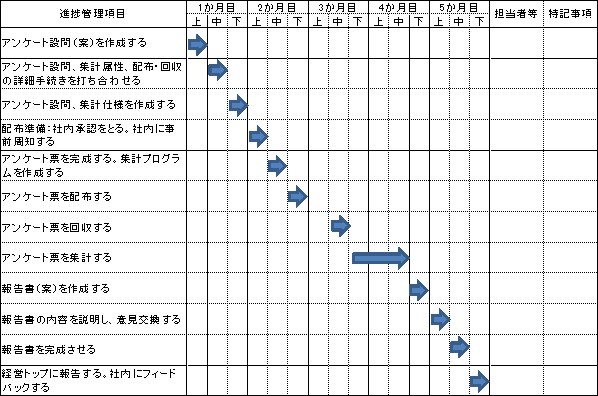 進捗管理項目
1か月目 2か月目 3か月目 4か月目 5か月目
担当者等 特記事項
上 中 下 上 中 下 上 中 下 上 中 下 上 中 下
アンケート設問(案)を作成する
アンケート設問、集計属性、配布・回収
の詳細手続きを打ち合わせる
アンケート設問、集計仕様を作成する
配布準備:社内承認をとる。社内に事
前周知する
アンケート票を完成する。集計プログラ
ムを作成する
アンケート票を配布する
アンケート票を回収する
アンケート票を集計する
報告書(案)を作成する
報告書の内容を説明し、意見交換する
報告書を完成させる
経営トップに報告する。社内にフィード
バックする